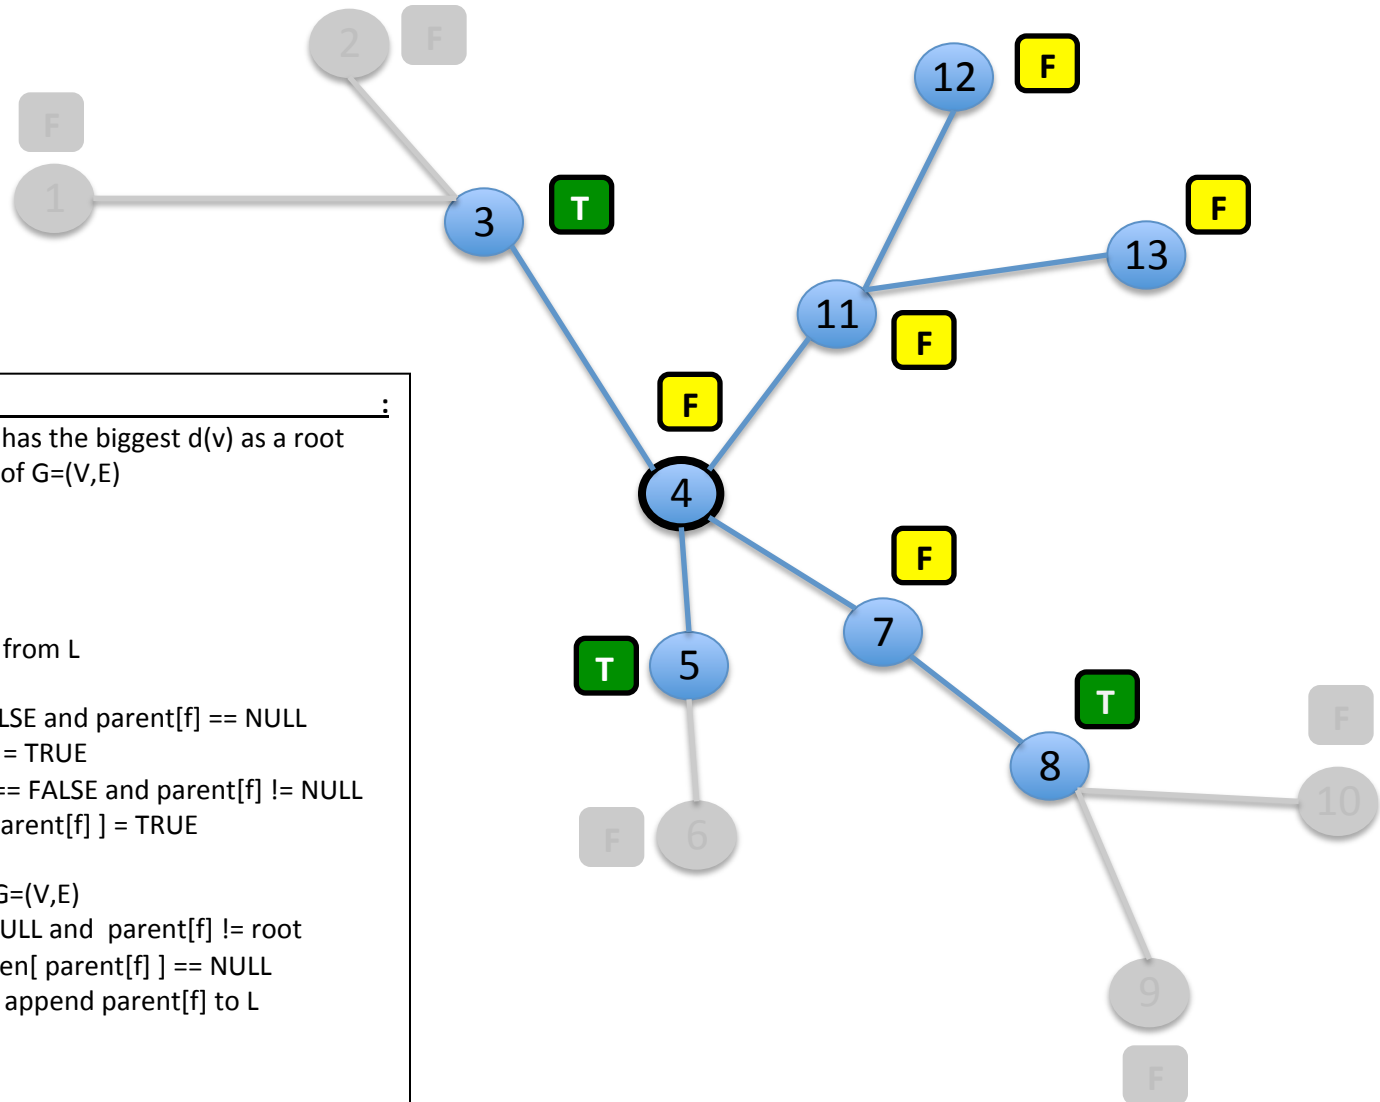 2
F
12
F
F
1
3
T
F
13
11
F
F
4
:
has the biggest d(v) as a root
of G=(V,E)
from L
LSE and parent[f] == NULL
= TRUE
== FALSE and parent[f] != NULL
arent[f] ] = TRUE
G=(V,E)
ULL and parent[f] != root
en[ parent[f] ] == NULL
append parent[f] to L
F
7
T
5
T
8
F
10
F
6
9
F